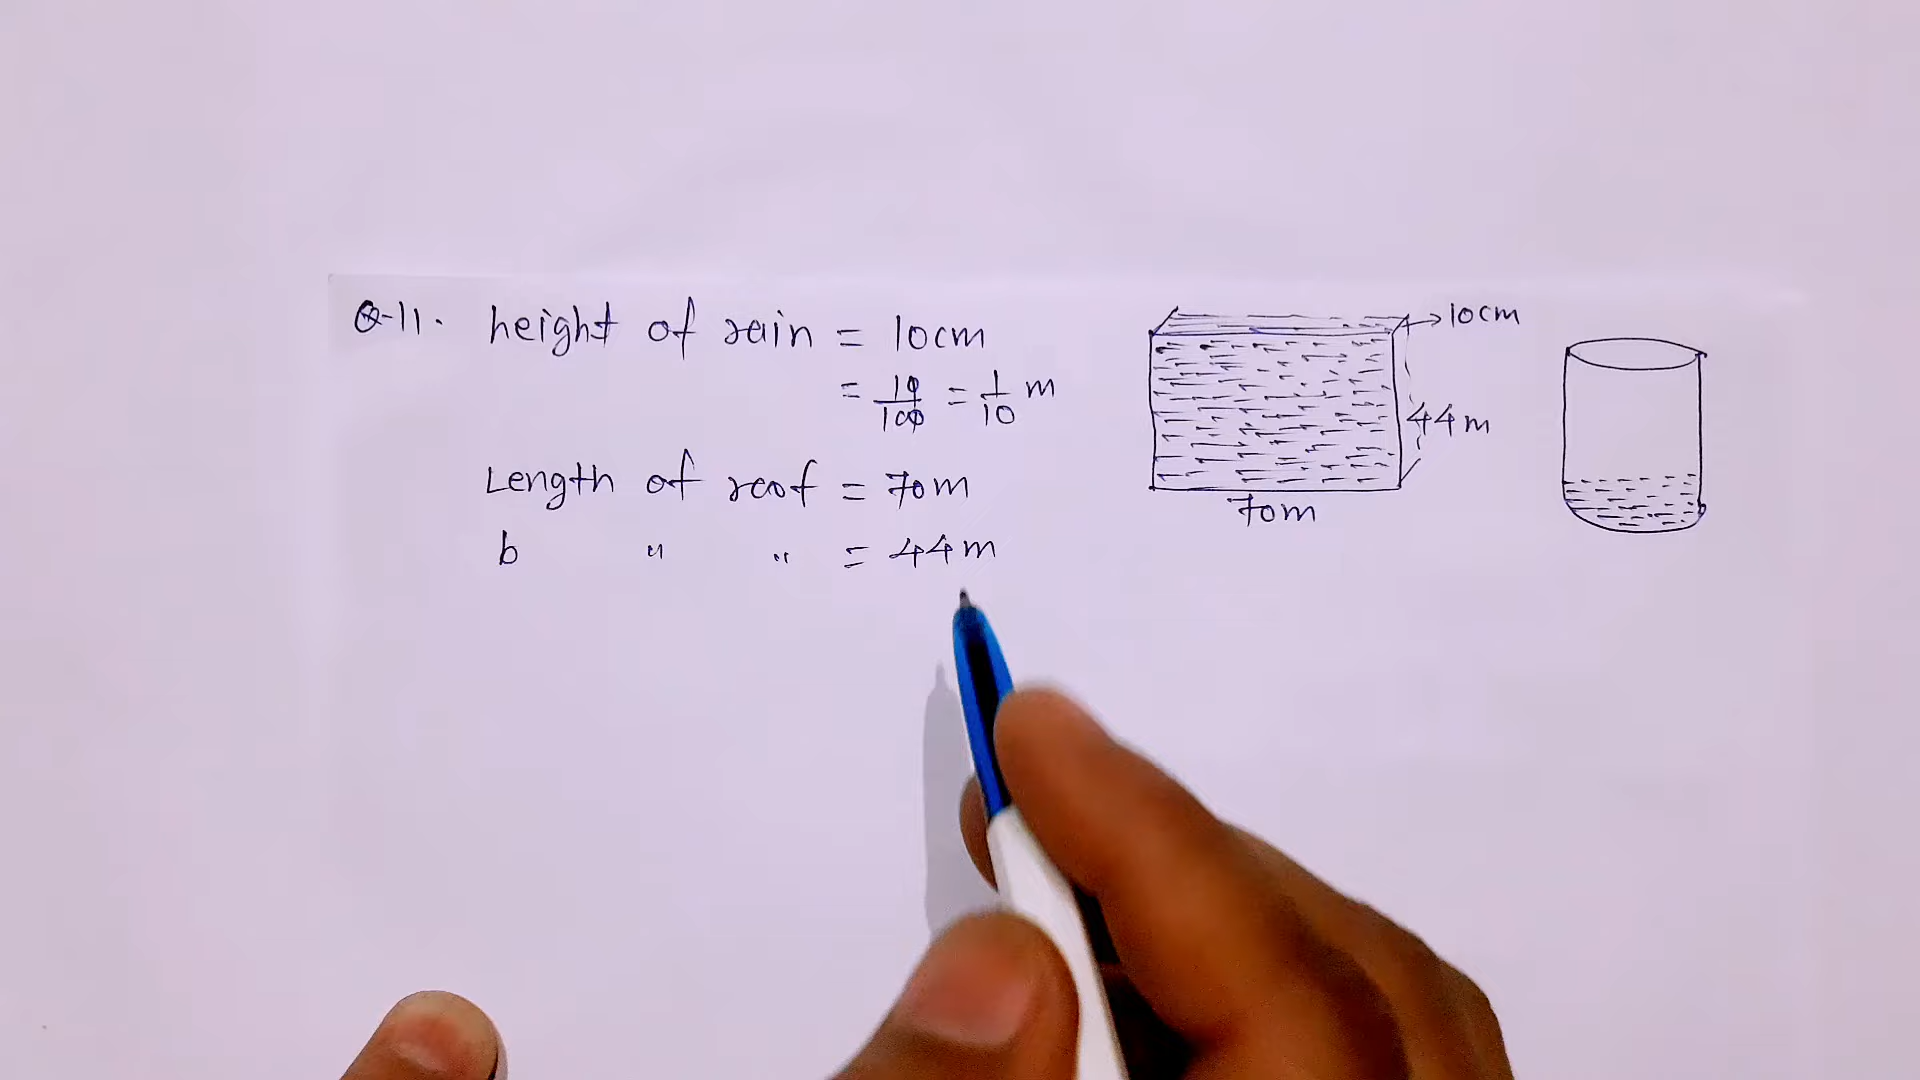 Q-11. height of rain = 10cm
= 10/100 = 1/10 m
Length of roof = 70m
b " " = 44m
10cm
44m
70m